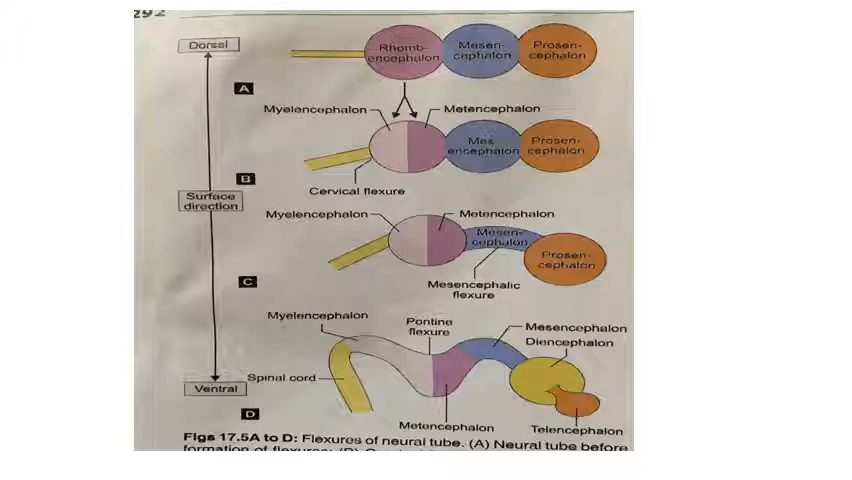 292
Dorsal
Rhomb-
encephalon
Mesen-
cephalon
Prosen-
cephalon
A
Myelencephalon
Metencephalon
Mes
encephalon
Prosen-
cephalon
B
Cervical flexure
Surface
direction
Myelencephalon
Metencephalon
Mesen-
cephalon
Prosen-
cephalon
C
Mesencephalic
flexure
Myelencephalon
Pontine
flexure
Mesencephalon
Diencephalon
Spinal cord
Ventral
D
Metencephalon
Telencephalon
Figs 17.5A to D: Flexures of neural tube. (A) Neural tube before
formation of flexures; (B)